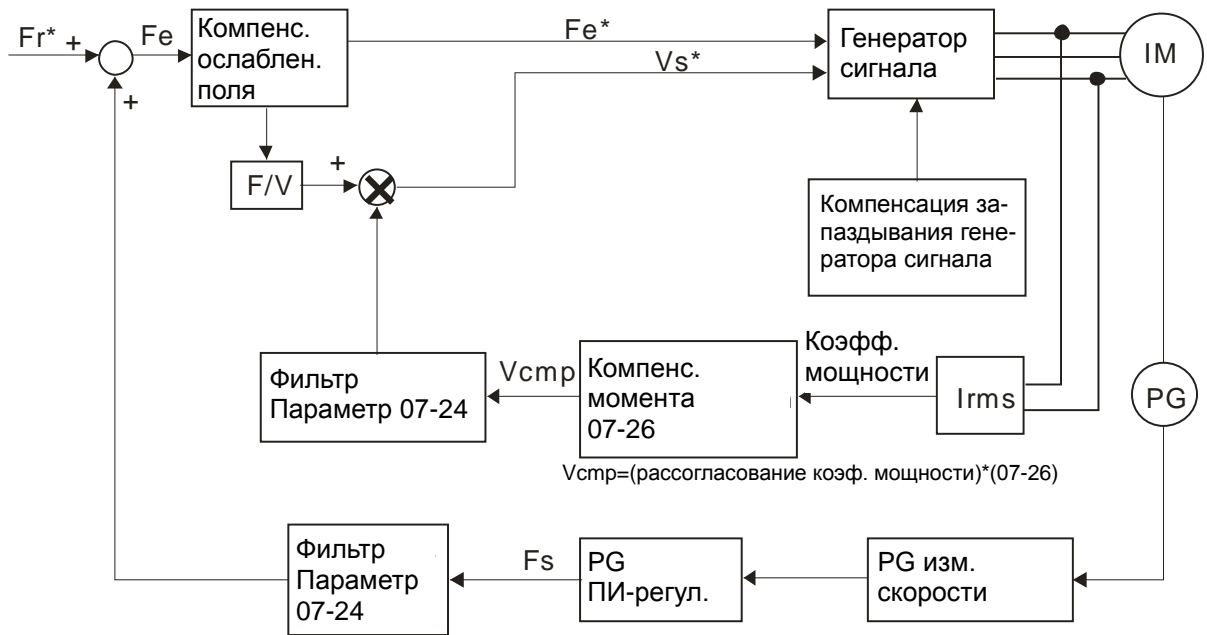 Fr*
+
+
Fe
Компенс.
ослаблен.
поля
Fe*
Vs*
Генератор
сигнала
IM
F/V
+
Компенсация за-
паздывания гене-
ратора сигнала
Фильтр
Параметр 07-24
Vcmp
Компенс.
момента
07-26
Коэфф.
мощности
Irms
PG
Vcmp=(рассогласование коэф. мощности)*(07-26)
Фильтр
Параметр
07-24
Fs
PG
ПИ-регул.
PG изм.
скорости